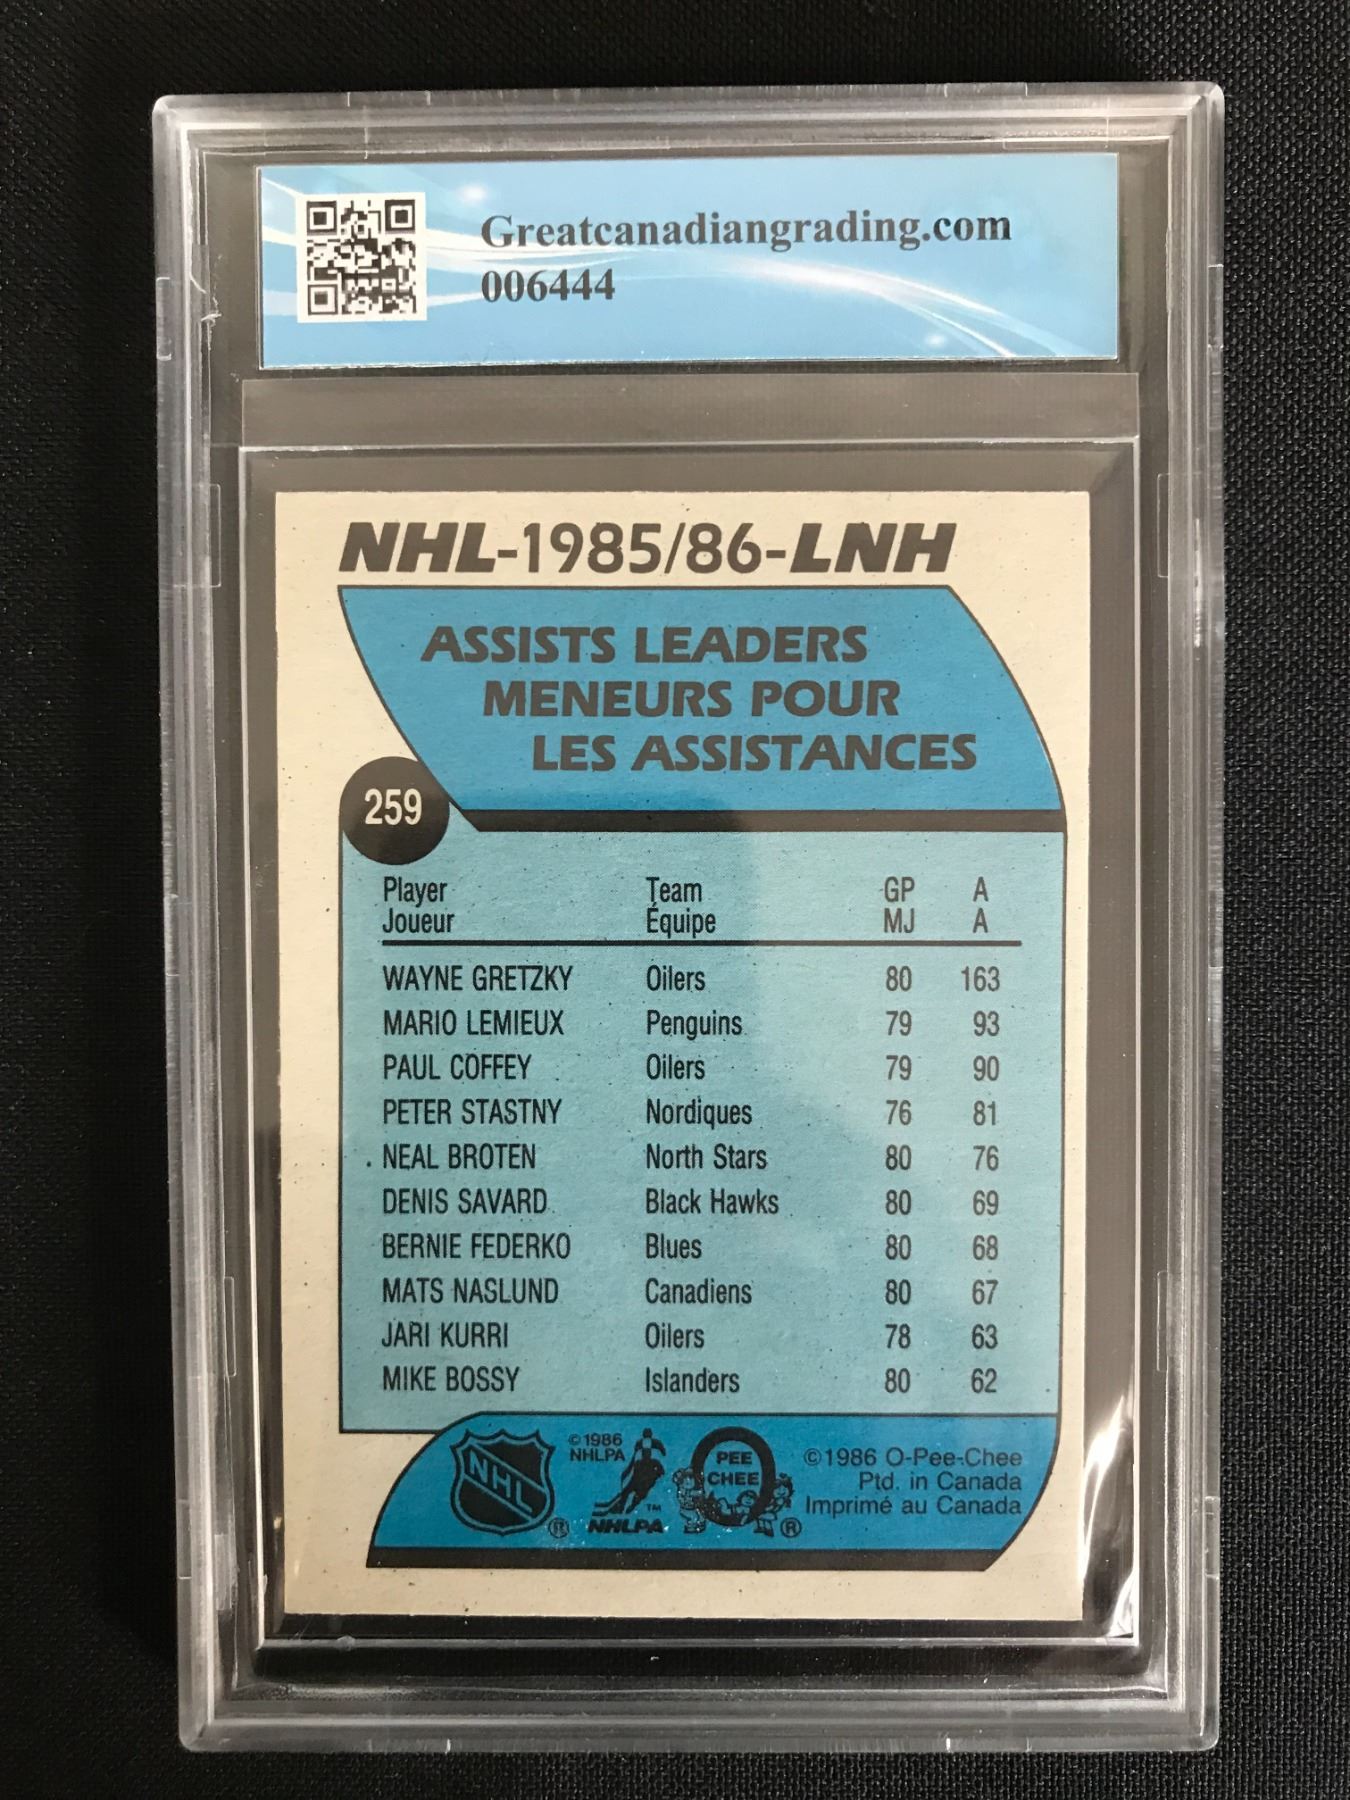 Greatcanadiangrading.com
006444
NHL-1985/86-LNH
ASSISTS LEADERS
MENEURS POUR
LES ASSISTANCES
259
Player Team GP A
Joueur Équipe MJ A
WAYNE GRETZKY Oilers 80 163
MARIO LEMIEUX Penguins 79 93
PAUL COFFEY Oilers 79 90
PETER STASTNY Nordiques 76 81
NEAL BROTEN North Stars 80 76
DENIS SAVARD Black Hawks 80 69
BERNIE FEDERKO Blues 80 68
MATS NASLUND Canadiens 80 67
JARI KURRI Oilers 78 63
MIKE BOSSY Islanders 80 62
NHL ®
©1986
NHLPA
NHLPA ™
PEE
CHEE ®
©1986 O-Pee-Chee
Ptd. in Canada
Imprimé au Canada